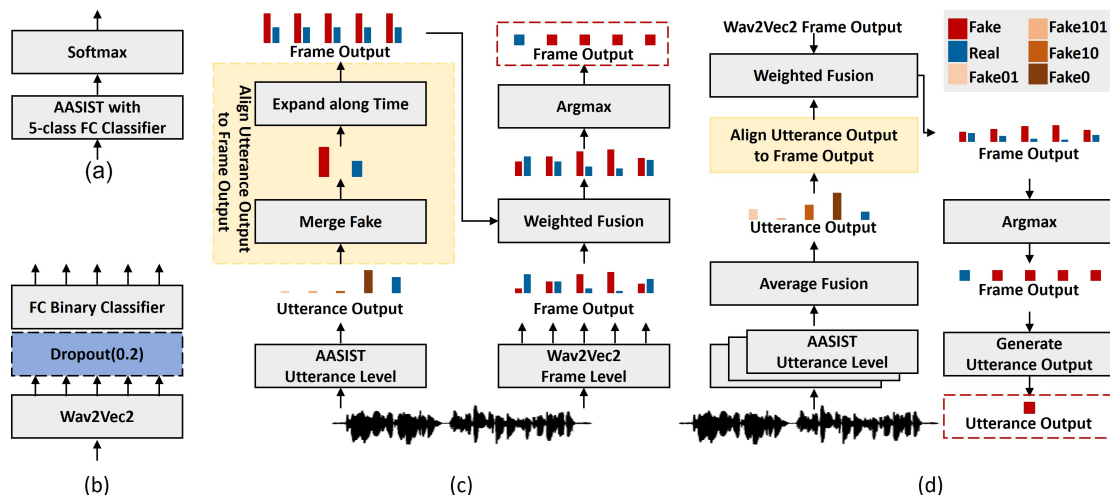 Softmax
AASIST with
5-class FC Classifier
(a)
FC Binary Classifier
Dropout(0.2)
Wav2Vec2
(b)
Frame Output
Align Utterance Output
to Frame Output
Expand along Time
Merge Fake
Utterance Output
AASIST
Utterance Level
Frame Output
Argmax
Weighted Fusion
Frame Output
Wav2Vec2
Frame Level
(c)
Wav2Vec2 Frame Output
Weighted Fusion
Align Utterance Output
to Frame Output
Utterance Output
Average Fusion
AASIST
Utterance Level
Fake
Fake101
Real
Fake10
Fake01
Fake0
Frame Output
Argmax
Frame Output
Generate
Utterance Output
Utterance Output
(d)